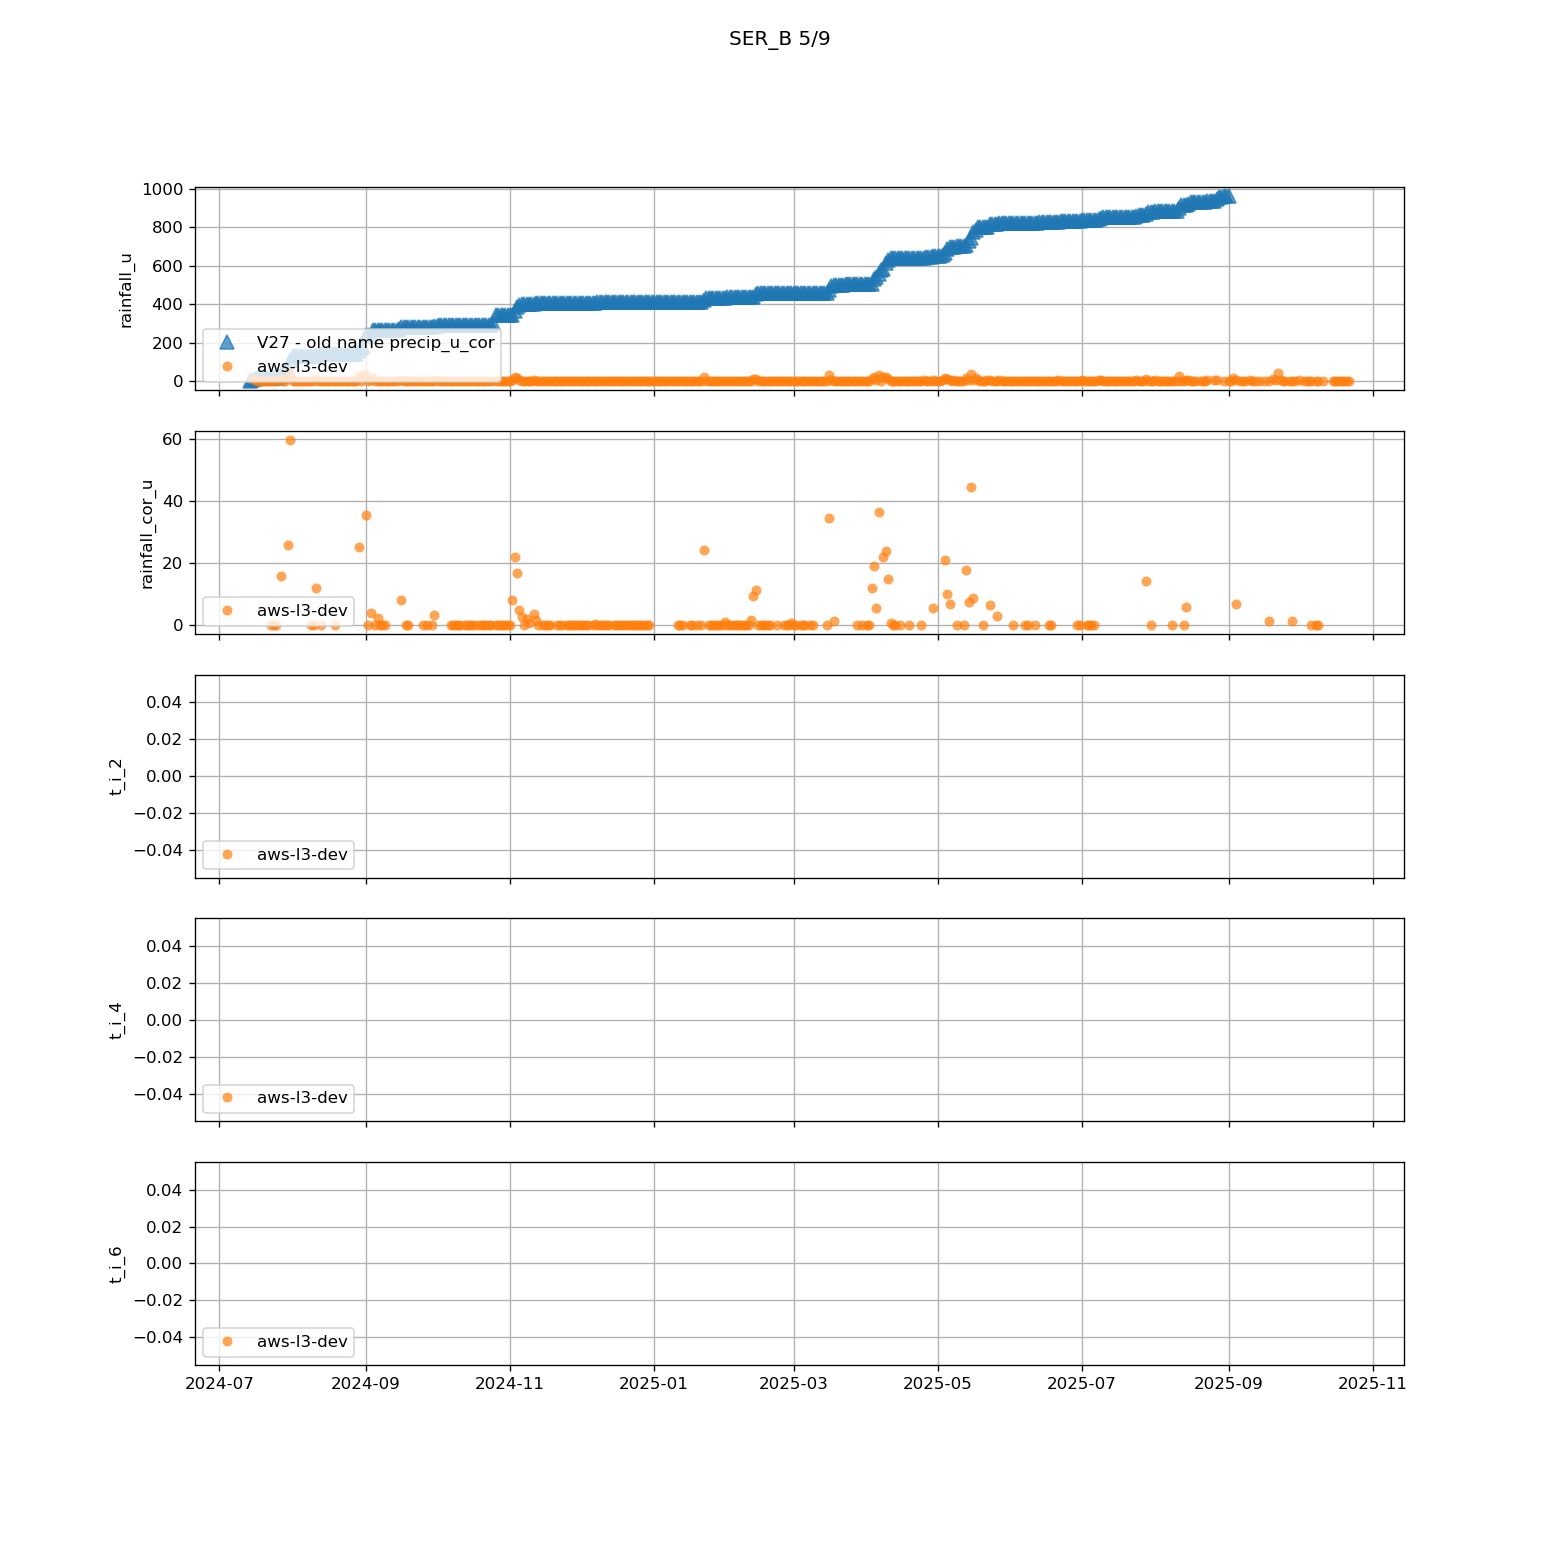 SER_B 5/9
1000
800
600
400
200
0
rainfall_u
V27 - old name precip_u_cor
aws-l3-dev
60
40
20
0
rainfall_cor_u
aws-l3-dev
0.04
0.02
0.00
−0.02
−0.04
t_i_2
aws-l3-dev
0.04
0.02
0.00
−0.02
−0.04
t_i_4
aws-l3-dev
0.04
0.02
0.00
−0.02
−0.04
t_i_6
aws-l3-dev
2024-07 2024-09 2024-11 2025-01 2025-03 2025-05 2025-07 2025-09 2025-11